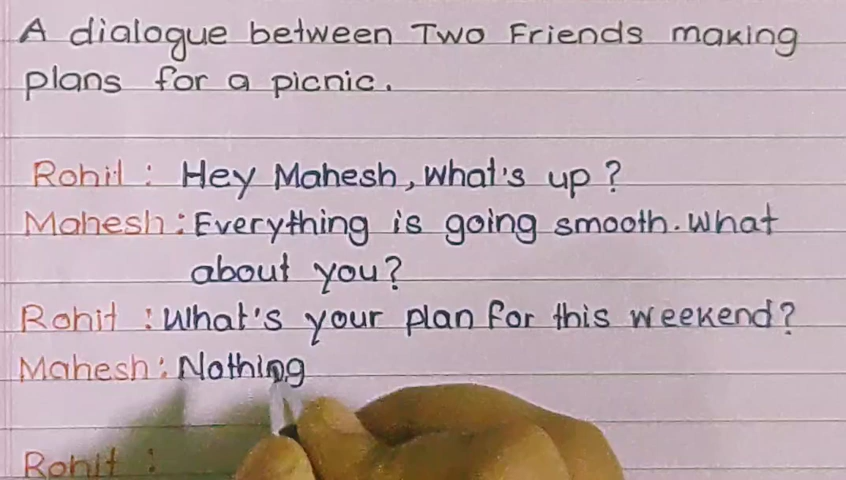 A dialogue between Two Friends making
plans for a picnic.
Rohit : Hey Mahesh, what's up?
Mahesh : Everything is going smooth. what
about you?
Rohit : What's your plan for this weekend?
Mahesh : Nothing
Rohit :